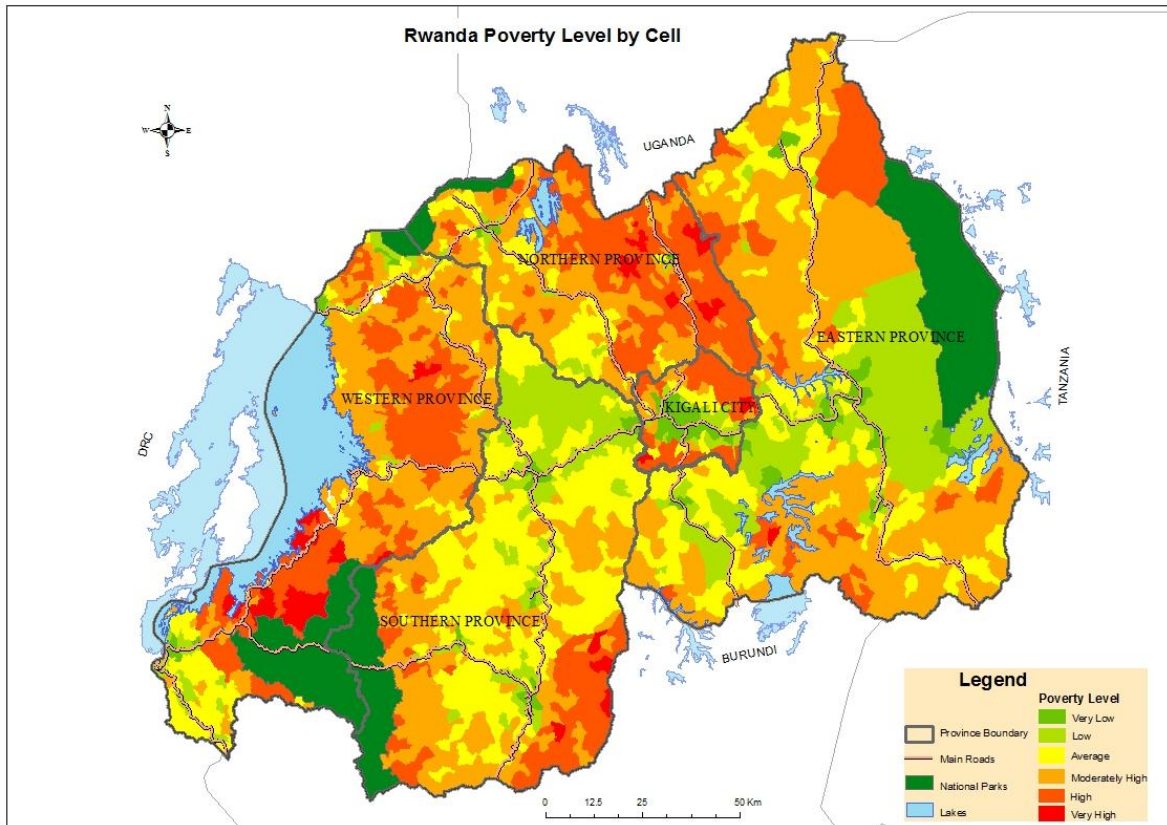 Rwanda Poverty Level by Cell
N
W E
S
UGANDA
NORTHERN PROVINCE
EASTERN PROVINCE
TANZANIA
WESTERN PROVINCE
KIGALI CITY
DRC
SOUTHERN PROVINCE
BURUNDI
Legend
Province Boundary
Main Roads
National Parks
Lakes
Poverty Level
Very Low
Low
Average
Moderately High
High
Very High
0 12.5 25 50 Km